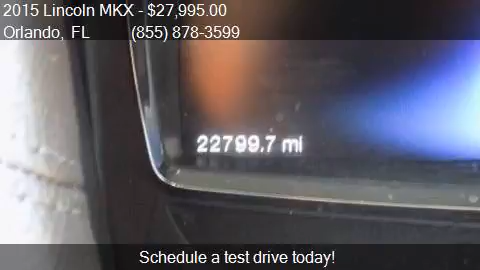 2015 Lincoln MKX - $27,995.00
Orlando, FL (855) 878-3599
22799.7 mi
Schedule a test drive today!